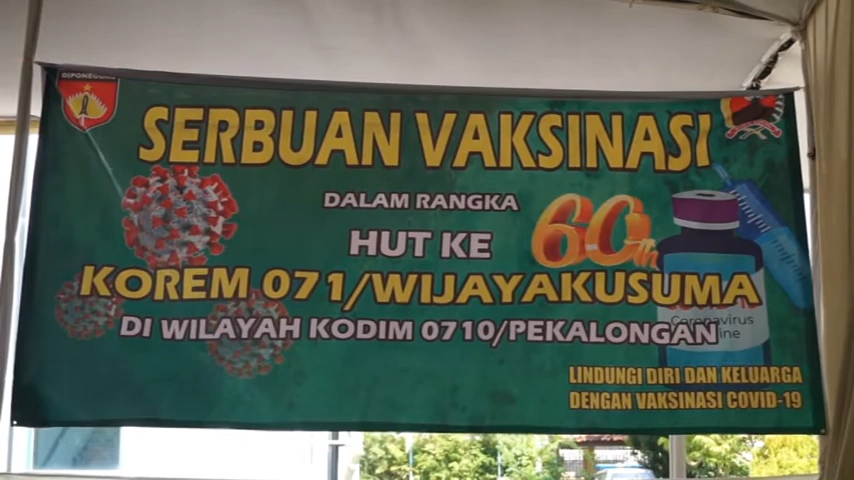 DIPONEGORO
SERBUAN VAKSINASI
DALAM RANGKA
HUT KE 60th
KOREM 071/WIJAYAKUSUMA
DI WILAYAH KODIM 0710/PEKALONGAN
Coronavirus
LINDUNGI DIRI DAN KELUARGA
DENGAN VAKSINASI COVID-19